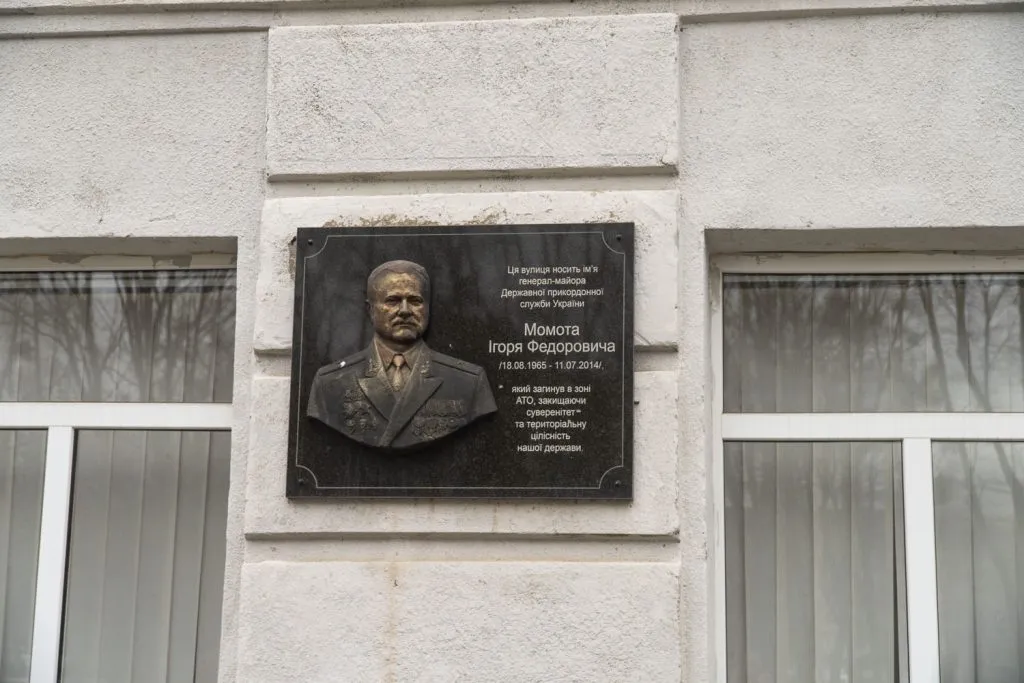 Ця вулиця носить ім'я
генерал-майора
Державної прикордонної
служби України
Момота
Ігоря Федоровича
/18.08.1965 - 11.07.2014/,
який загинув в зоні
АТО, закищаючи
суверенітет
та територіальну
цілісність
нашої держави.